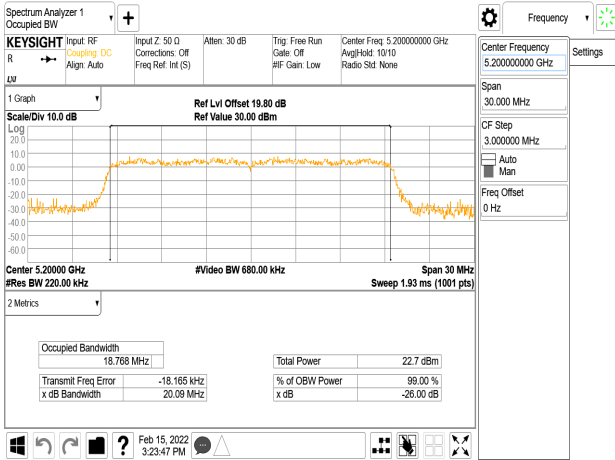 Spectrum Analyzer 1
Occupied BW
Frequency
KEYSIGHT
R
LXI
Input: RF
Coupling: DC
Align: Auto
Input Z: 50 Ω
Corrections: Off
Freq Ref: Int (S)
Atten: 30 dB
Trig: Free Run
Gate: Off
#IF Gain: Low
Center Freq: 5.200000000 GHz
Avg|Hold: 10/10
Radio Std: None
Center Frequency
5.200000000 GHz
Settings
Span
30.000 MHz
CF Step
3.000000 MHz
Auto
Man
Freq Offset
0 Hz
1 Graph
Scale/Div 10.0 dB
Ref Lvl Offset 19.80 dB
Ref Value 30.00 dBm
Log
20.0
10.0
0.00
-10.0
-20.0
-30.0
-40.0
-50.0
-60.0
Center 5.20000 GHz
#Video BW 680.00 kHz
Span 30 MHz
#Res BW 220.00 kHz
Sweep 1.93 ms (1001 pts)
2 Metrics
Occupied Bandwidth
18.768 MHz
Total Power
22.7 dBm
Transmit Freq Error
-18.165 kHz
% of OBW Power
99.00 %
x dB Bandwidth
20.09 MHz
x dB
-26.00 dB
?
Feb 15, 2022
3:23:47 PM